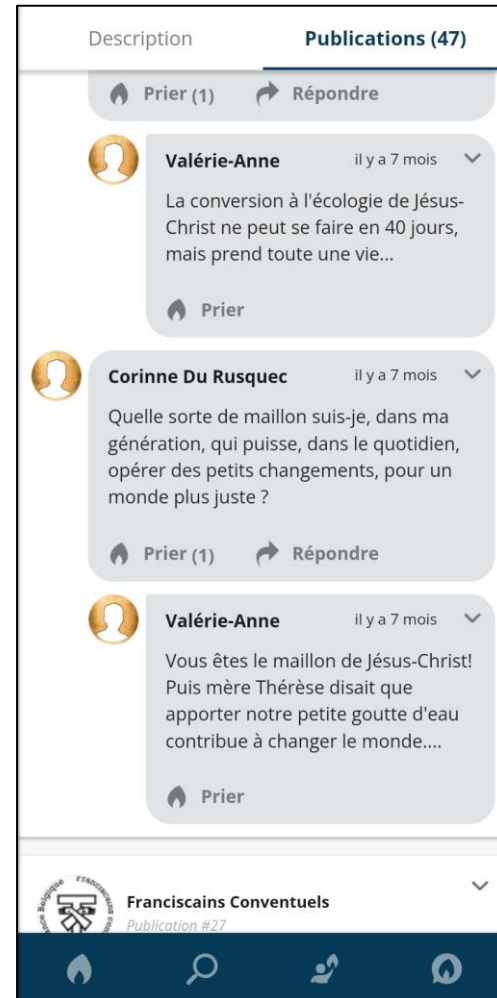 Description
Publications (47)
Prier (1)
Répondre
Valérie-Anne
il y a 7 mois
La conversion à l'écologie de Jésus-
Christ ne peut se faire en 40 jours,
mais prend toute une vie...
Prier
Corinne Du Rusquec
il y a 7 mois
Quelle sorte de maillon suis-je, dans ma
génération, qui puisse, dans le quotidien,
opérer des petits changements, pour un
monde plus juste ?
Prier (1)
Répondre
Valérie-Anne
il y a 7 mois
Vous êtes le maillon de Jésus-Christ!
Puis mère Thérèse disait que
apporter notre petite goutte d'eau
contribue à changer le monde....
Prier
Franciscains Conventuels
Publication #27